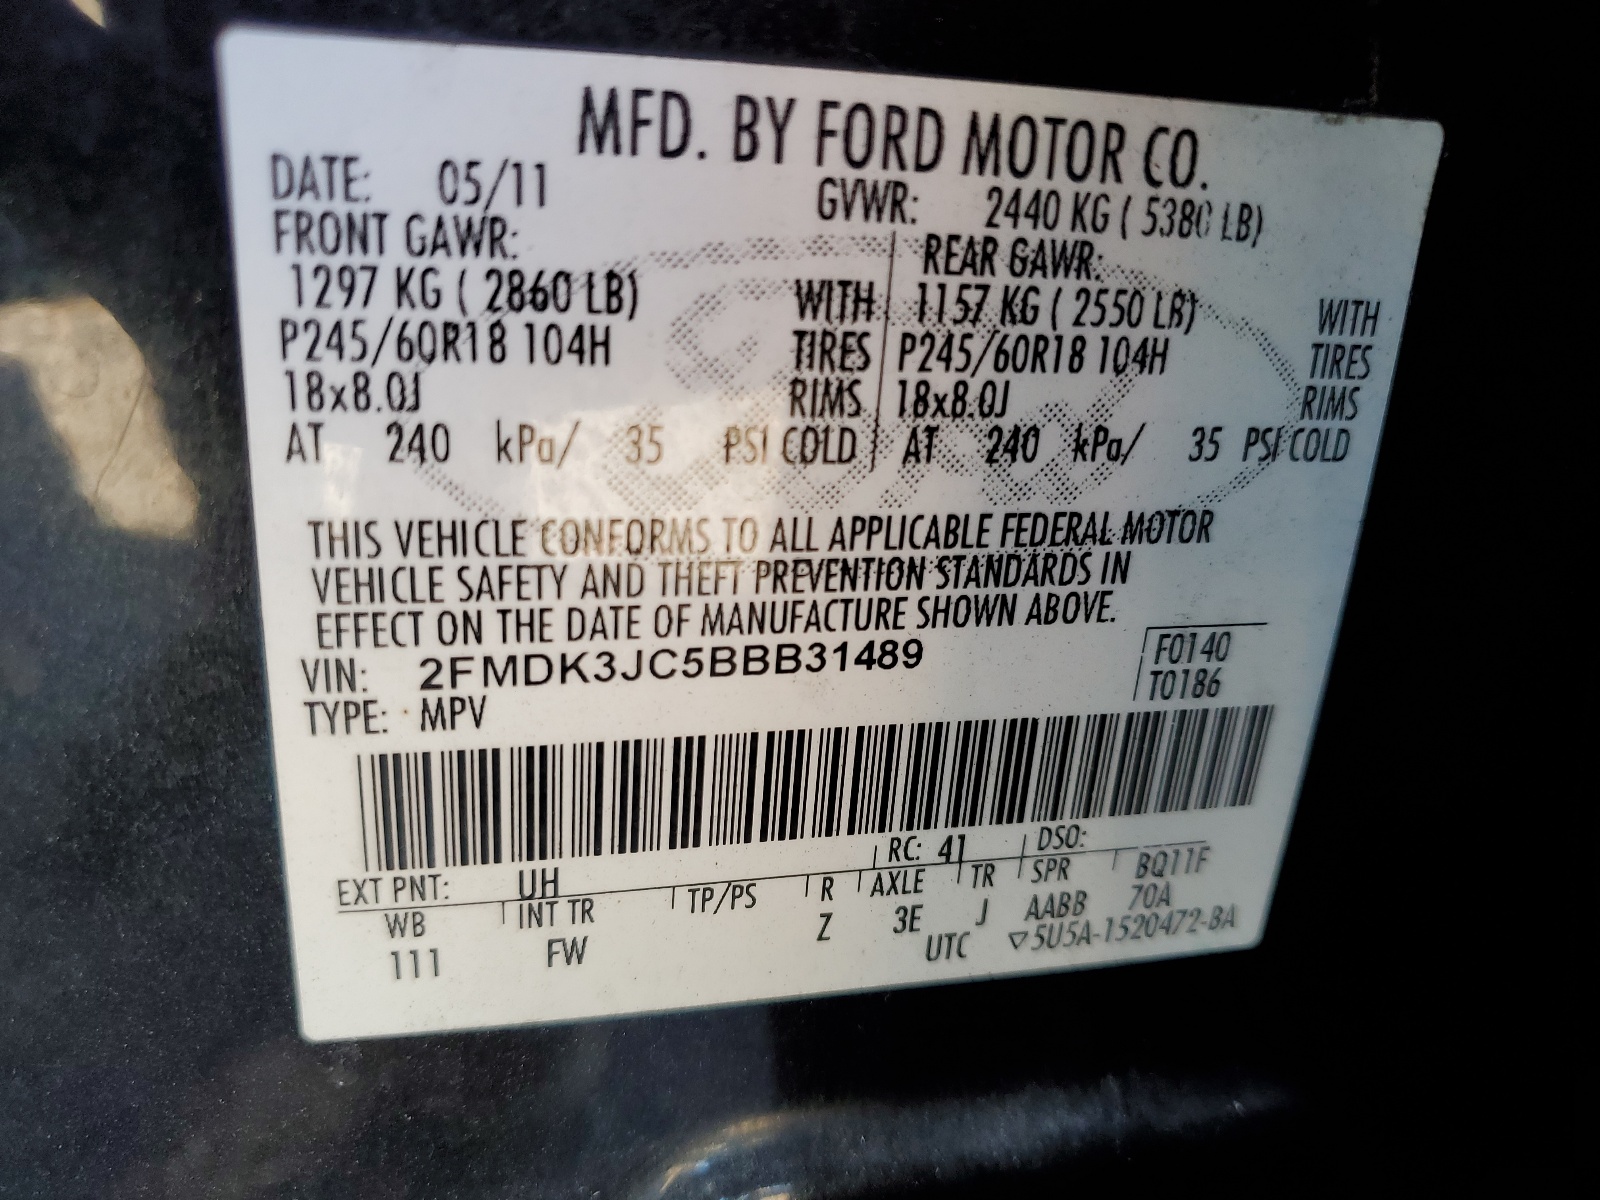 MFD. BY FORD MOTOR CO.
DATE: 05/11 GVWR: 2440 KG ( 5380 LB)
FRONT GAWR: REAR GAWR:
1297 KG ( 2860 LB) WITH 1157 KG ( 2550 LB) WITH
P245/60R18 104H TIRES P245/60R18 104H TIRES
18x8.0J RIMS 18x8.0J RIMS
AT 240 kPa/ 35 PSI COLD AT 240 kPa/ 35 PSI COLD
THIS VEHICLE CONFORMS TO ALL APPLICABLE FEDERAL MOTOR
VEHICLE SAFETY AND THEFT PREVENTION STANDARDS IN
EFFECT ON THE DATE OF MANUFACTURE SHOWN ABOVE.
VIN: 2FMDK3JC5BBB31489 F0140
TYPE: MPV T0186
EXT PNT: UH RC: 41 DSO:
WB INT TR TP/PS R AXLE TR SPR BQ11F
111 FW Z 3E J AABB 70A
UTC ▽5U5A-1520472-BA